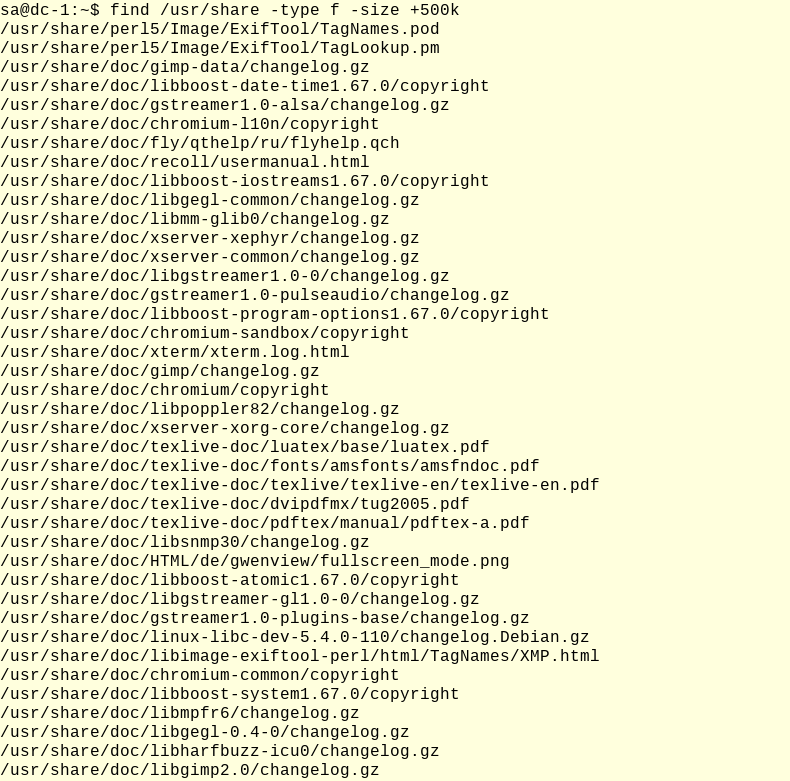 sa@dc-1:~$ find /usr/share -type f -size +500k
/usr/share/perl5/Image/ExifTool/TagNames.pod
/usr/share/perl5/Image/ExifTool/TagLookup.pm
/usr/share/doc/gimp-data/changelog.gz
/usr/share/doc/libboost-date-time1.67.0/copyright
/usr/share/doc/gstreamer1.0-alsa/changelog.gz
/usr/share/doc/chromium-l10n/copyright
/usr/share/doc/fly/qthelp/ru/flyhelp.qch
/usr/share/doc/recoll/usermanual.html
/usr/share/doc/libboost-iostreams1.67.0/copyright
/usr/share/doc/libgegl-common/changelog.gz
/usr/share/doc/libmm-glib0/changelog.gz
/usr/share/doc/xserver-xephyr/changelog.gz
/usr/share/doc/xserver-common/changelog.gz
/usr/share/doc/libgstreamer1.0-0/changelog.gz
/usr/share/doc/gstreamer1.0-pulseaudio/changelog.gz
/usr/share/doc/libboost-program-options1.67.0/copyright
/usr/share/doc/chromium-sandbox/copyright
/usr/share/doc/xterm/xterm.log.html
/usr/share/doc/gimp/changelog.gz
/usr/share/doc/chromium/copyright
/usr/share/doc/libpoppler82/changelog.gz
/usr/share/doc/xserver-xorg-core/changelog.gz
/usr/share/doc/texlive-doc/luatex/base/luatex.pdf
/usr/share/doc/texlive-doc/fonts/amsfonts/amsfndoc.pdf
/usr/share/doc/texlive-doc/texlive/texlive-en/texlive-en.pdf
/usr/share/doc/texlive-doc/dvipdfmx/tug2005.pdf
/usr/share/doc/texlive-doc/pdftex/manual/pdftex-a.pdf
/usr/share/doc/libsnmp30/changelog.gz
/usr/share/doc/HTML/de/gwenview/fullscreen_mode.png
/usr/share/doc/libboost-atomic1.67.0/copyright
/usr/share/doc/libgstreamer-gl1.0-0/changelog.gz
/usr/share/doc/gstreamer1.0-plugins-base/changelog.gz
/usr/share/doc/linux-libc-dev-5.4.0-110/changelog.Debian.gz
/usr/share/doc/libimage-exiftool-perl/html/TagNames/XMP.html
/usr/share/doc/chromium-common/copyright
/usr/share/doc/libboost-system1.67.0/copyright
/usr/share/doc/libmpfr6/changelog.gz
/usr/share/doc/libgegl-0.4-0/changelog.gz
/usr/share/doc/libharfbuzz-icu0/changelog.gz
/usr/share/doc/libgimp2.0/changelog.gz